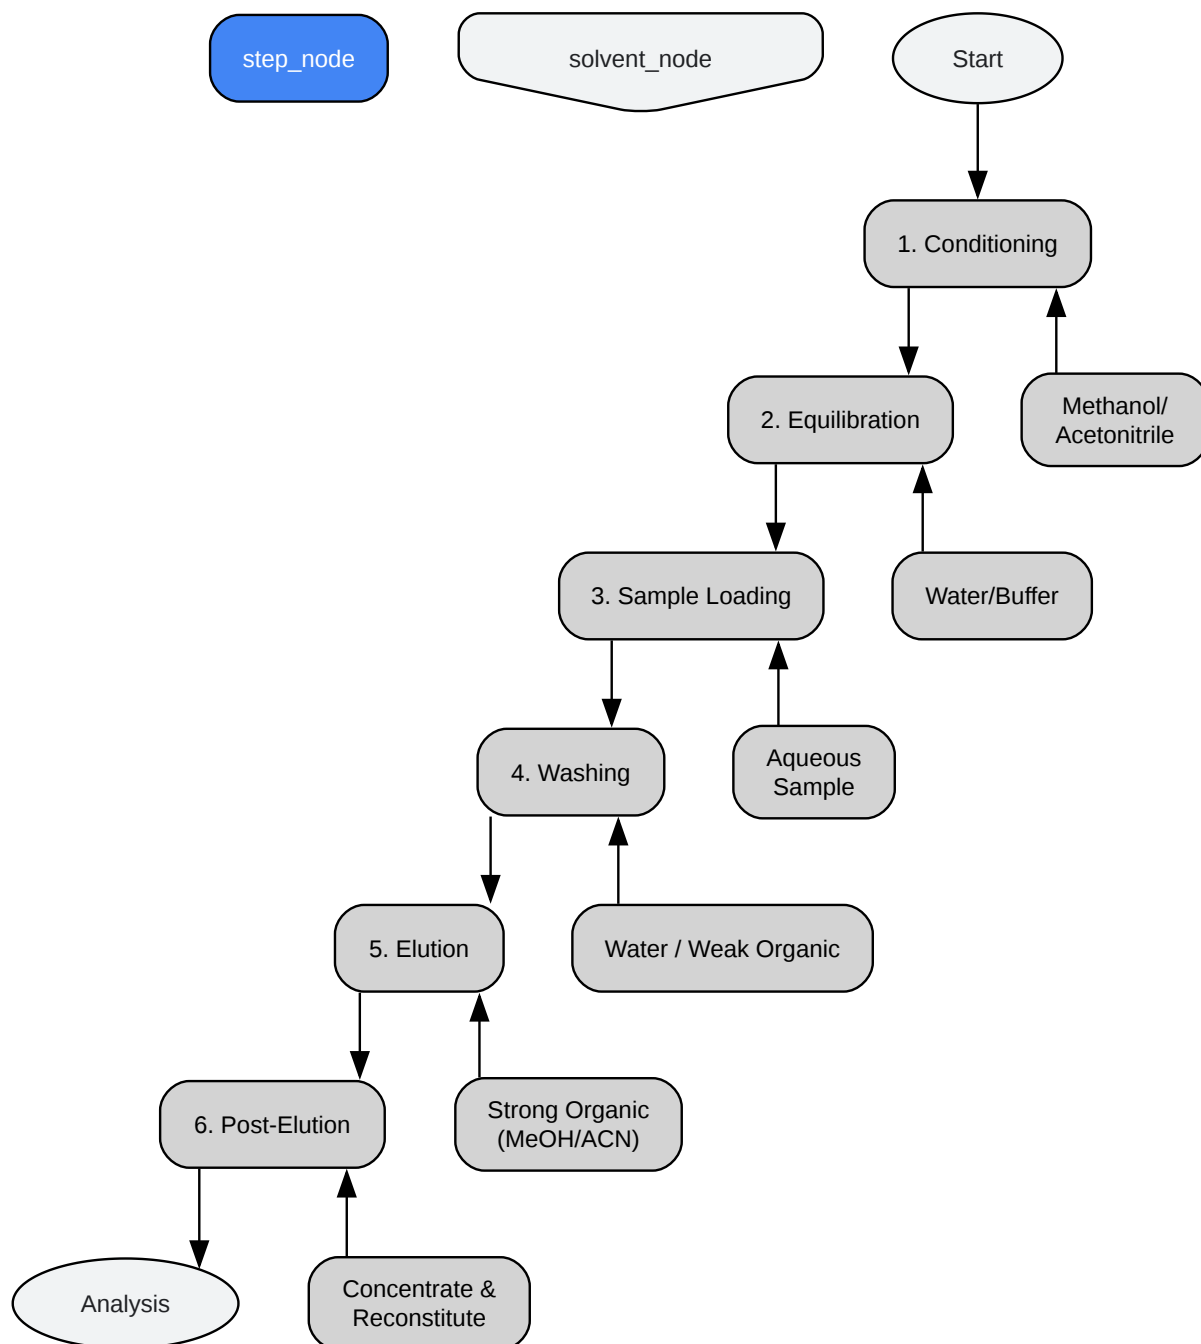 step_node
solvent_node
Start
1. Conditioning
Methanol/
Acetonitrile
2. Equilibration
Water/Buffer
3. Sample Loading
Aqueous
Sample
4. Washing
Water / Weak Organic
5. Elution
Strong Organic
(MeOH/ACN)
6. Post-Elution
Concentrate &
Reconstitute
Analysis